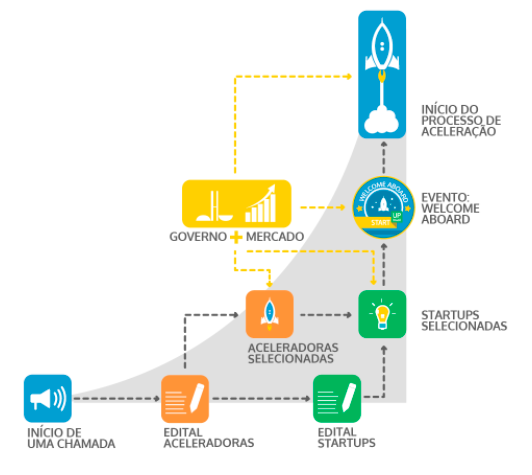 INÍCIO DO
PROCESSO DE
ACELERAÇÃO
WELCOME ABOARD
START
UP
EVENTO:
WELCOME
ABOARD
GOVERNO + MERCADO
STARTUPS
SELECIONADAS
ACELERADORAS
SELECIONADAS
INÍCIO DE
UMA CHAMADA
EDITAL
ACELERADORAS
EDITAL
STARTUPS